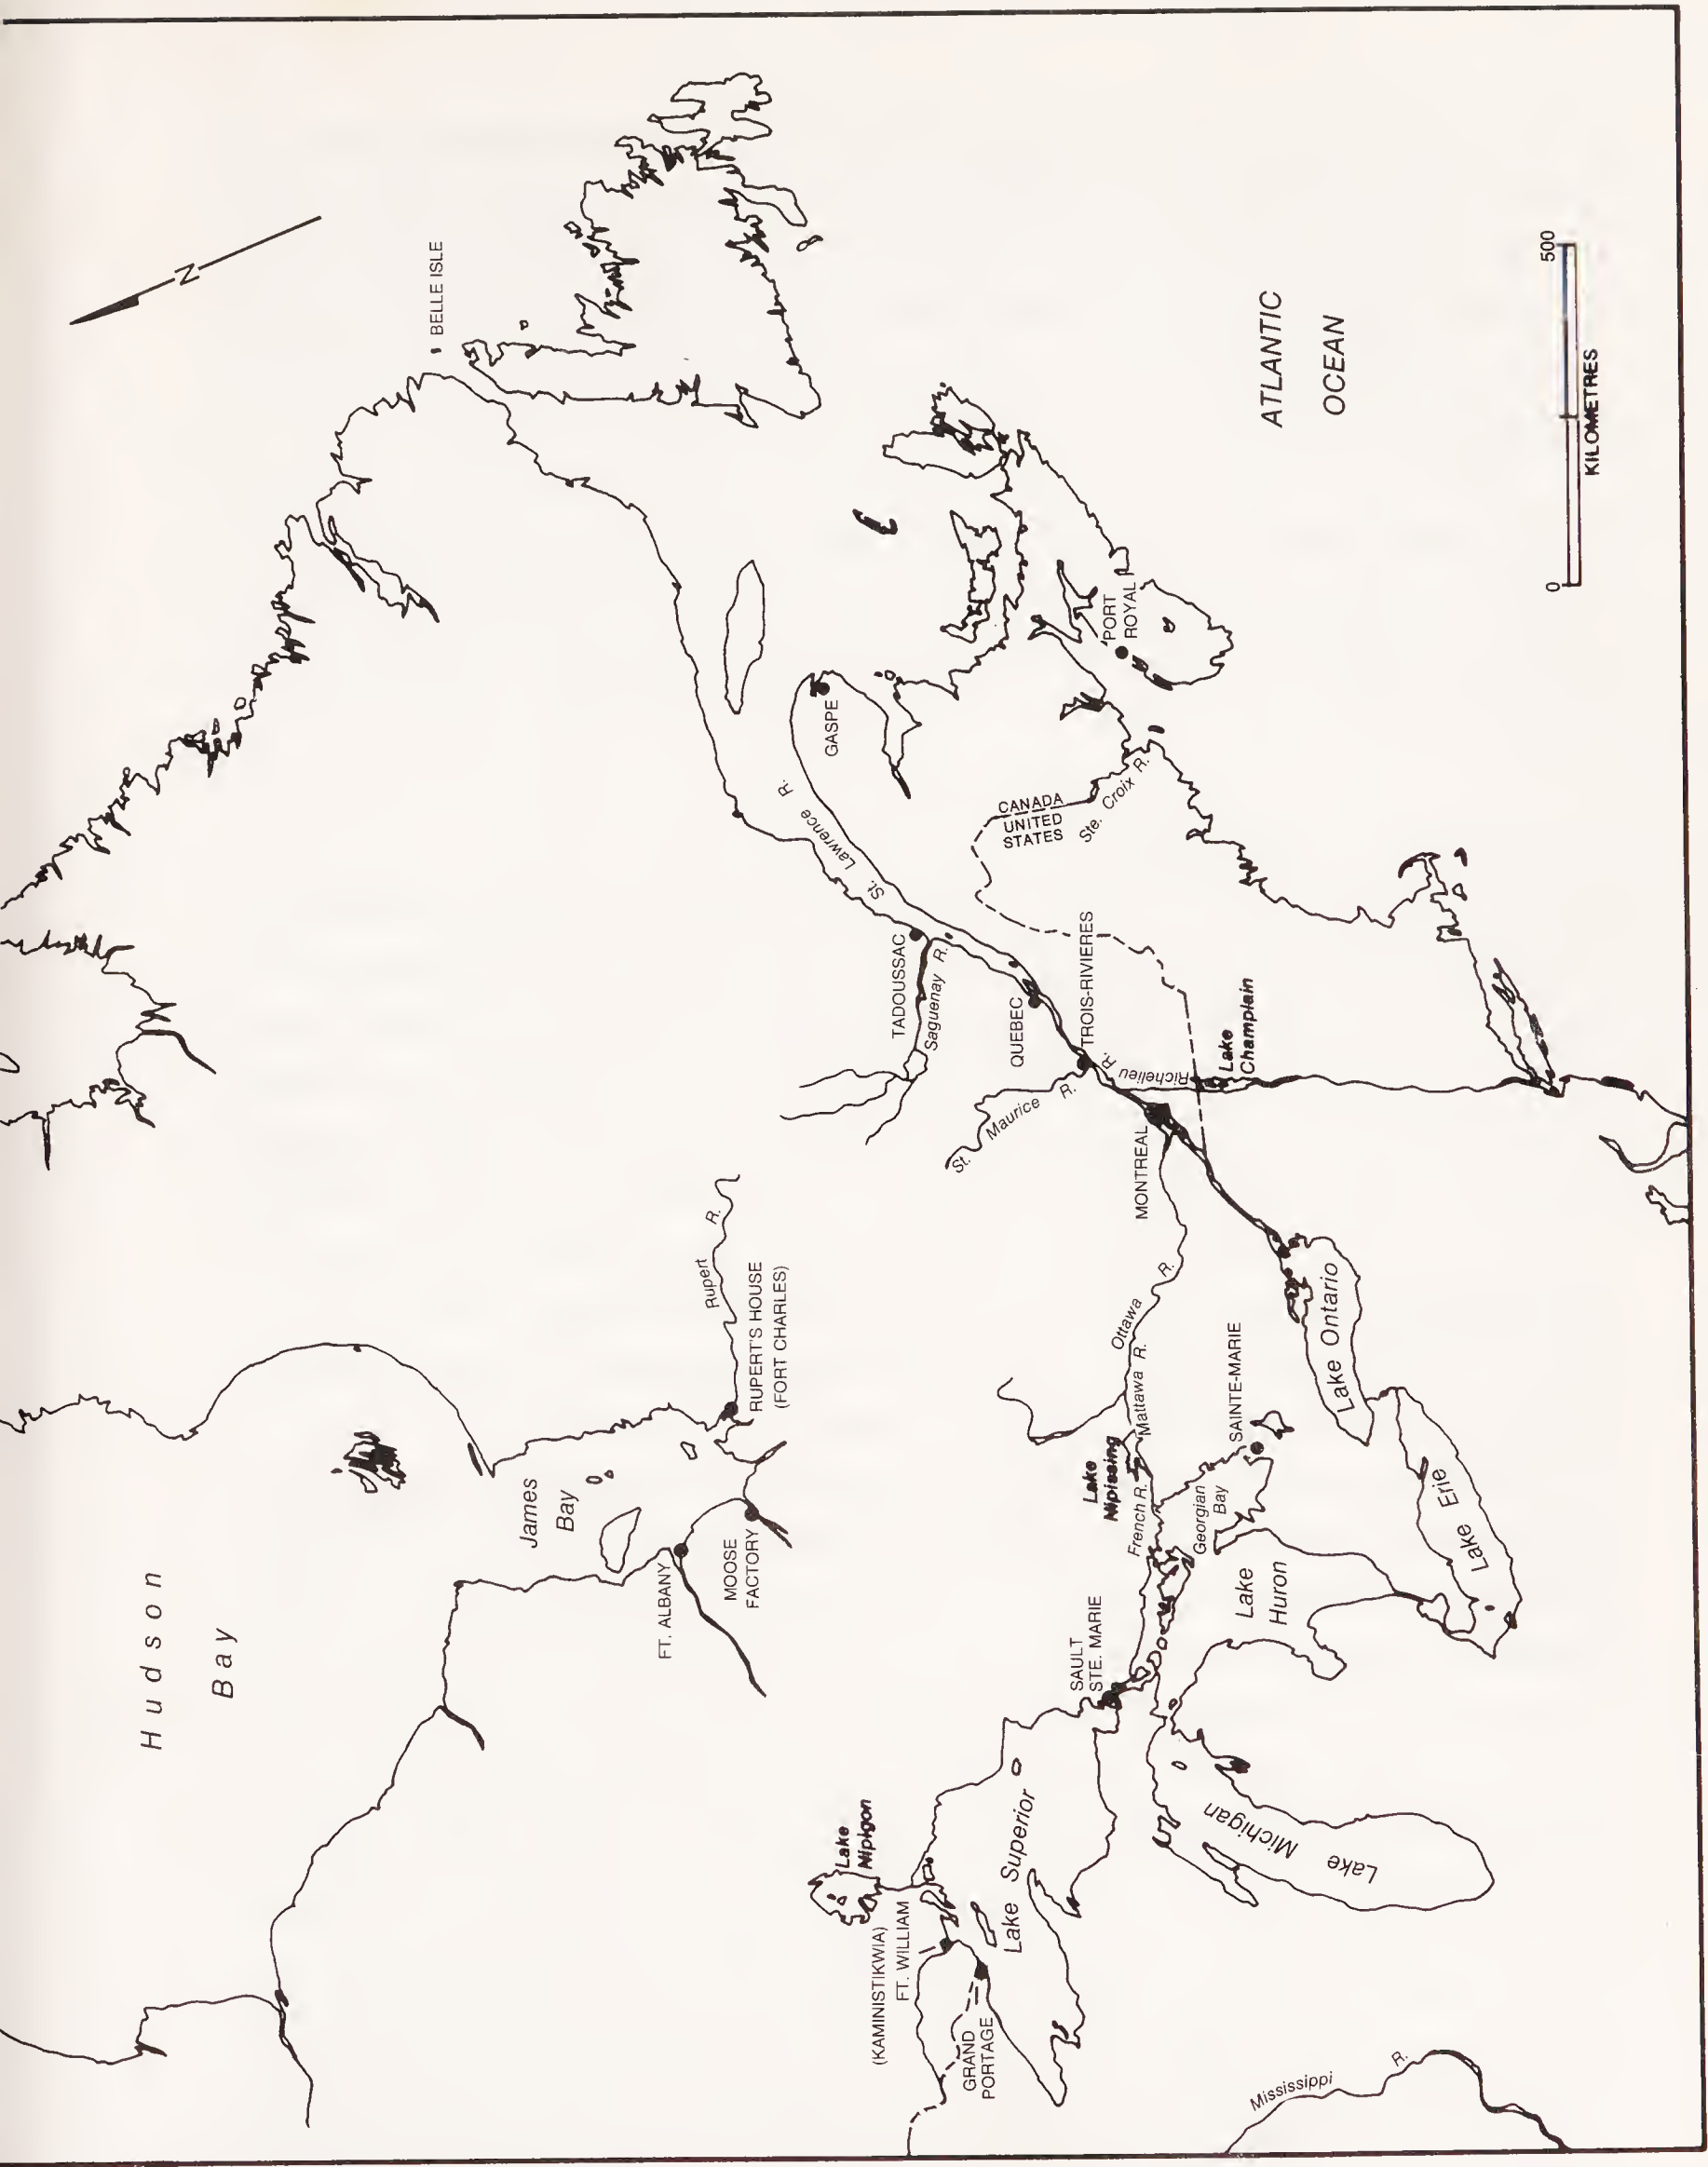 Hudson
Bay
James
Bay
BELLE ISLE
N
Rupert R.
RUPERT'S HOUSE
(FORT CHARLES)
FT. ALBANY
MOOSE
FACTORY
Lake
Nipigon
(KAMINISTIKWIA)
FT. WILLIAM
GRAND
PORTAGE
Lake Superior
SAULT
STE. MARIE
Lake
Michigan
Mississippi R.
Lake
Huron
Georgian
Bay
French R.
Lake
Nipissing
Mattawa R.
Ottawa R.
SAINTE-MARIE
Lake Erie
Lake Ontario
MONTREAL
St. Maurice R.
Richelieu R.
Lake
Champlain
TROIS-RIVIERES
QUEBEC
TADOUSSAC
Saguenay R.
St. Lawrence R.
GASPE
CANADA
UNITED
STATES
Ste. Croix R.
PORT
ROYAL
ATLANTIC
OCEAN
0
500
KILOMETRES